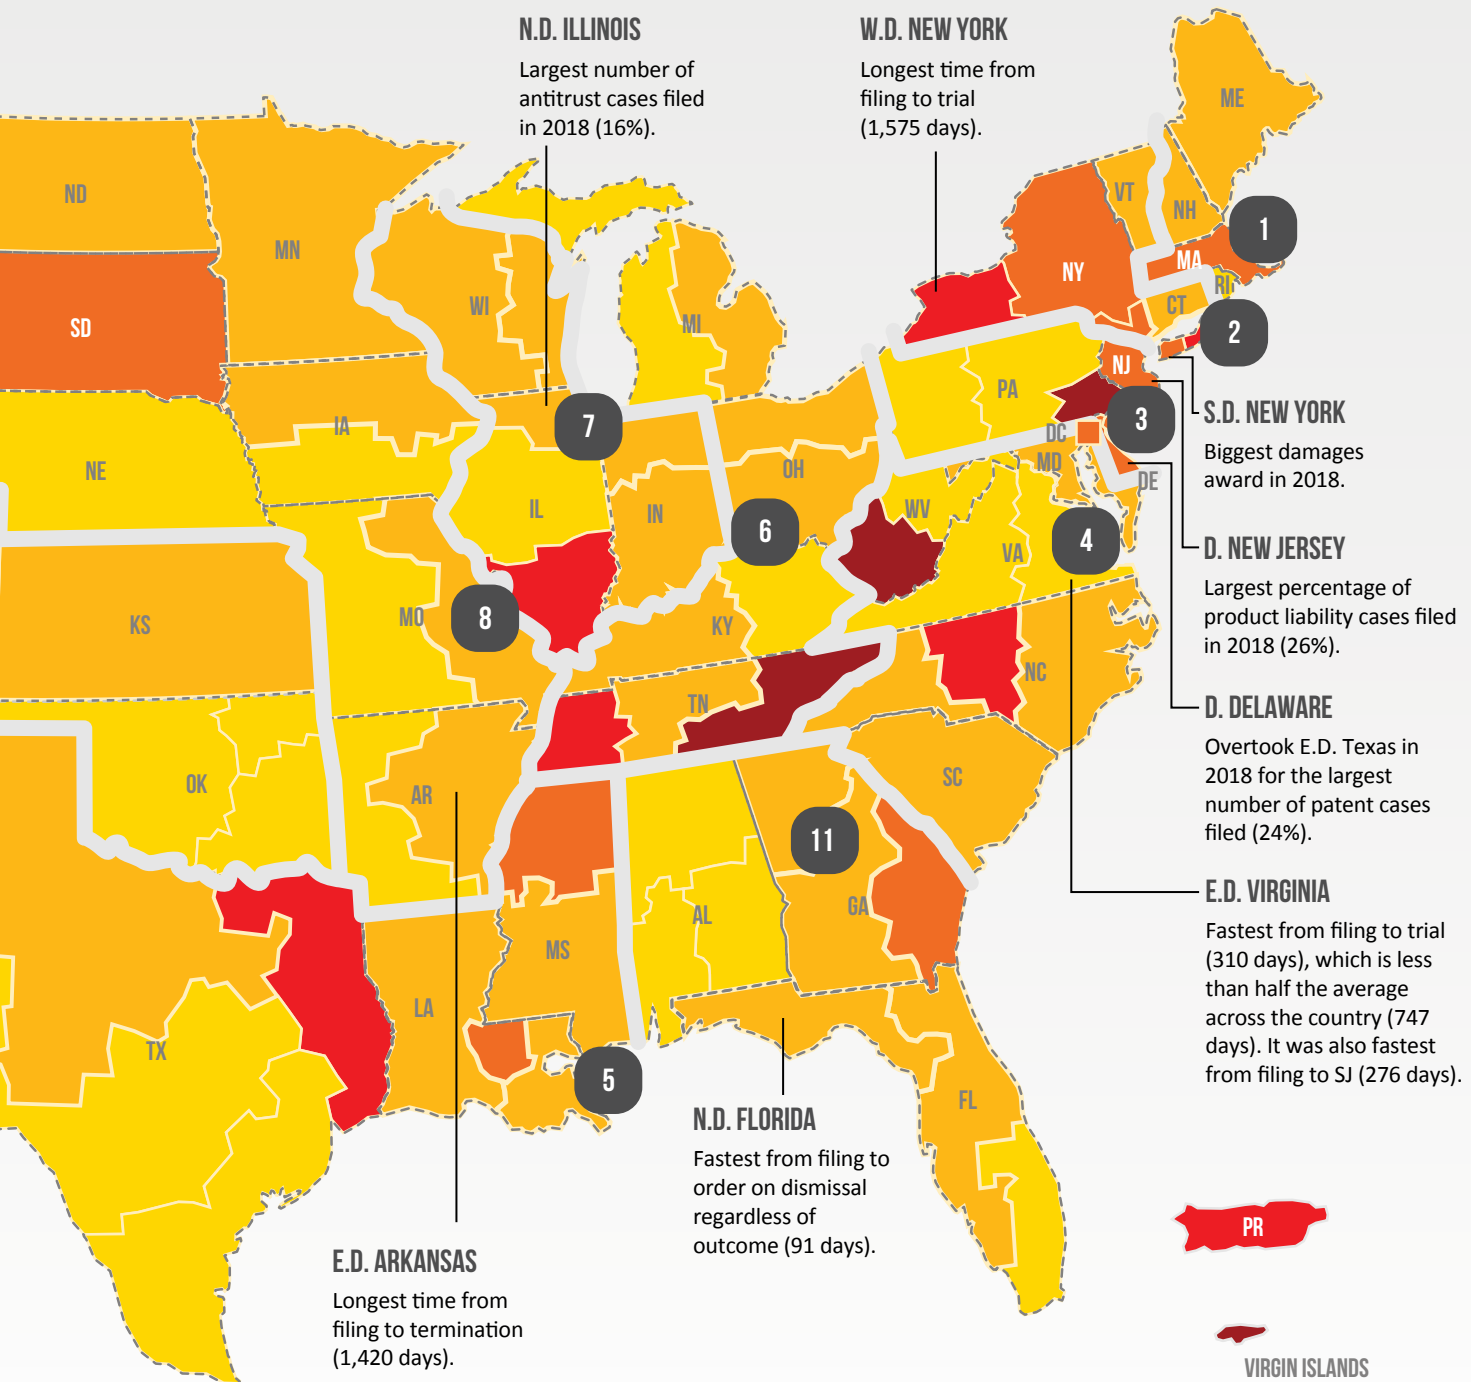 N.D. ILLINOIS
Largest number of
antitrust cases filed
in 2018 (16%).
W.D. NEW YORK
Longest time from
filing to trial
(1,575 days).
ME
ND
VT
NH
MN
1
MA
NY
RI
WI
CT
SD
MI
2
NJ
PA
7
3
IA
DC
S.D. NEW YORK
Biggest damages
award in 2018.
NE
OH
MD
DE
IL
IN
WV
6
4
VA
D. NEW JERSEY
Largest percentage of
product liability cases filed
in 2018 (26%).
KS
MO
8
KY
NC
TN
D. DELAWARE
Overtook E.D. Texas in
2018 for the largest
number of patent cases
filed (24%).
OK
AR
SC
11
E.D. VIRGINIA
Fastest from filing to trial
(310 days), which is less
than half the average
across the country (747
days). It was also fastest
from filing to SJ (276 days).
AL
GA
MS
LA
TX
5
FL
N.D. FLORIDA
Fastest from filing to
order on dismissal
regardless of
outcome (91 days).
PR
E.D. ARKANSAS
Longest time from
filing to termination
(1,420 days).
VIRGIN ISLANDS